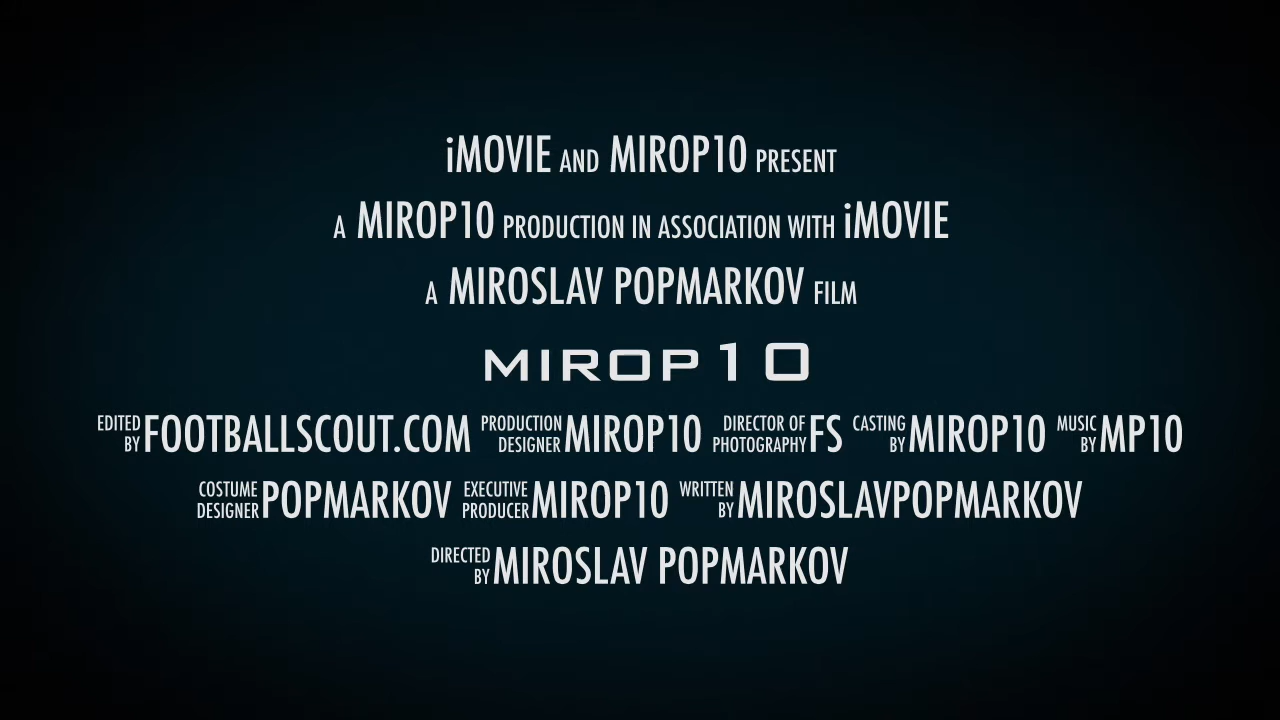 iMOVIE AND MIROP10 PRESENT
A MIROP10 PRODUCTION IN ASSOCIATION WITH iMOVIE
A MIROSLAV POPMARKOV FILM
MIROP10
EDITED BY FOOTBALLSCOUT.COM PRODUCTION DESIGNER MIROP10 DIRECTOR OF PHOTOGRAPHY FS CASTING BY MIROP10 MUSIC BY MP10
COSTUME DESIGNER POPMARKOV EXECUTIVE PRODUCER MIROP10 WRITTEN BY MIROSLAVPOPMARKOV
DIRECTED BY MIROSLAV POPMARKOV